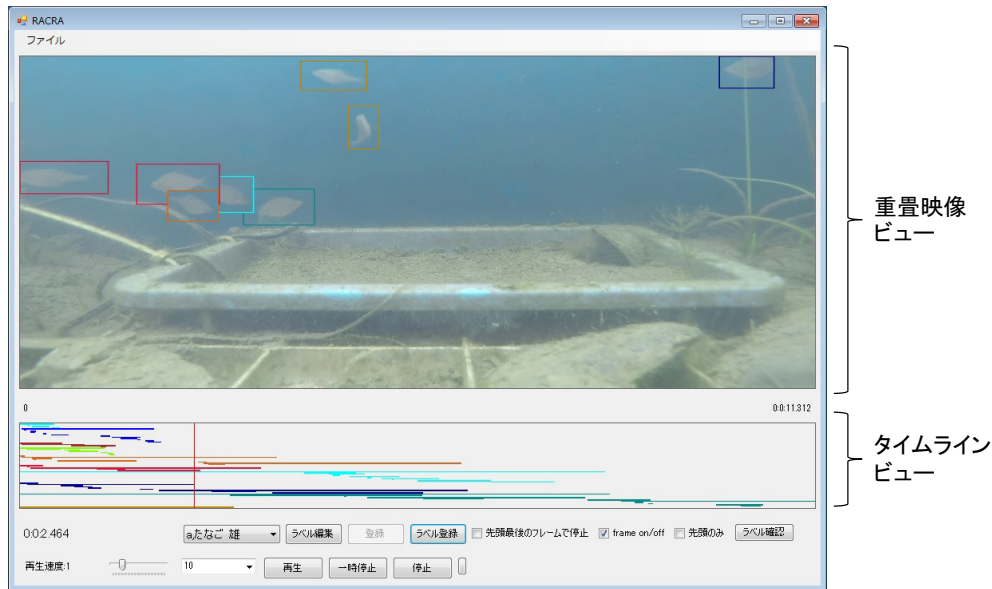 RACRA
ファイル
重畳映像
ビュー
0
0:0:11.312
タイムライン
ビュー
0:0:2.464
a,たなご 雄
ラベル編集
登録
ラベル登録
先頭最後のフレームで停止
frame on/off
先頭のみ
ラベル確認
再生速度:1
10
再生
一時停止
停止